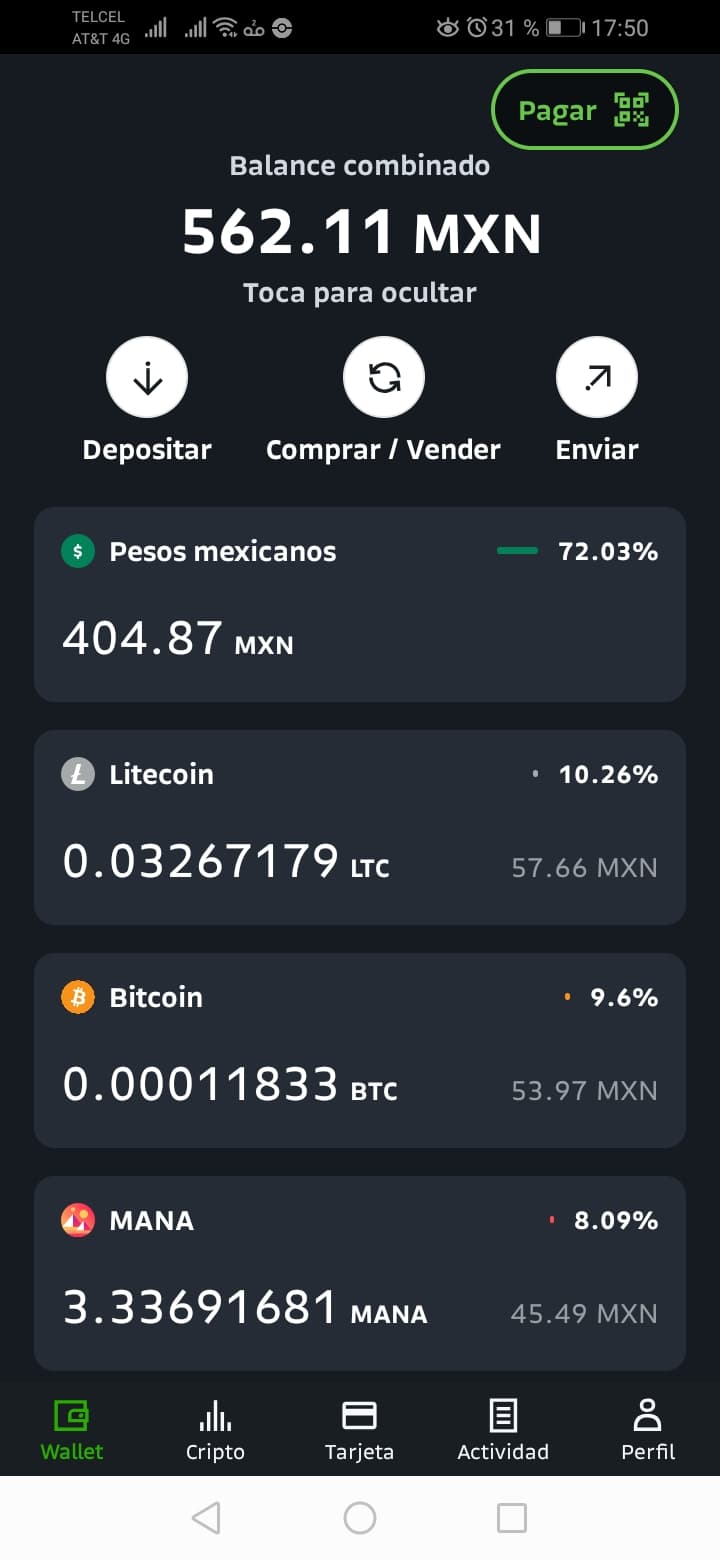 TELCEL
AT&T 4G
31 % 17:50
Pagar
Balance combinado
562.11 MXN
Toca para ocultar
Depositar Comprar / Vender Enviar
$ Pesos mexicanos 72.03%
404.87 MXN
Litecoin 10.26%
0.03267179 LTC 57.66 MXN
Bitcoin 9.6%
0.00011833 BTC 53.97 MXN
MANA 8.09%
3.33691681 MANA 45.49 MXN
Wallet Cripto Tarjeta Actividad Perfil